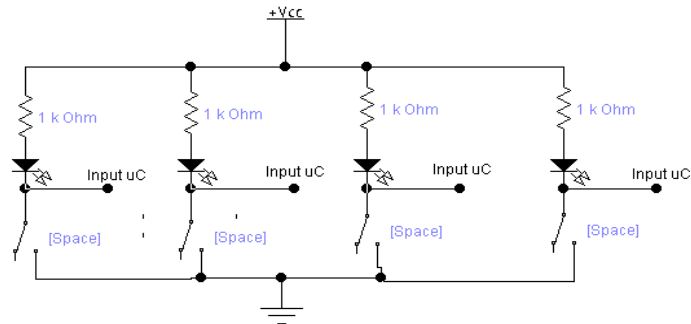 +Vcc
1 k Ohm
1 k Ohm
1 k Ohm
1 k Ohm
Input uC
Input uC
Input uC
Input uC
[Space]
[Space]
[Space]
[Space]